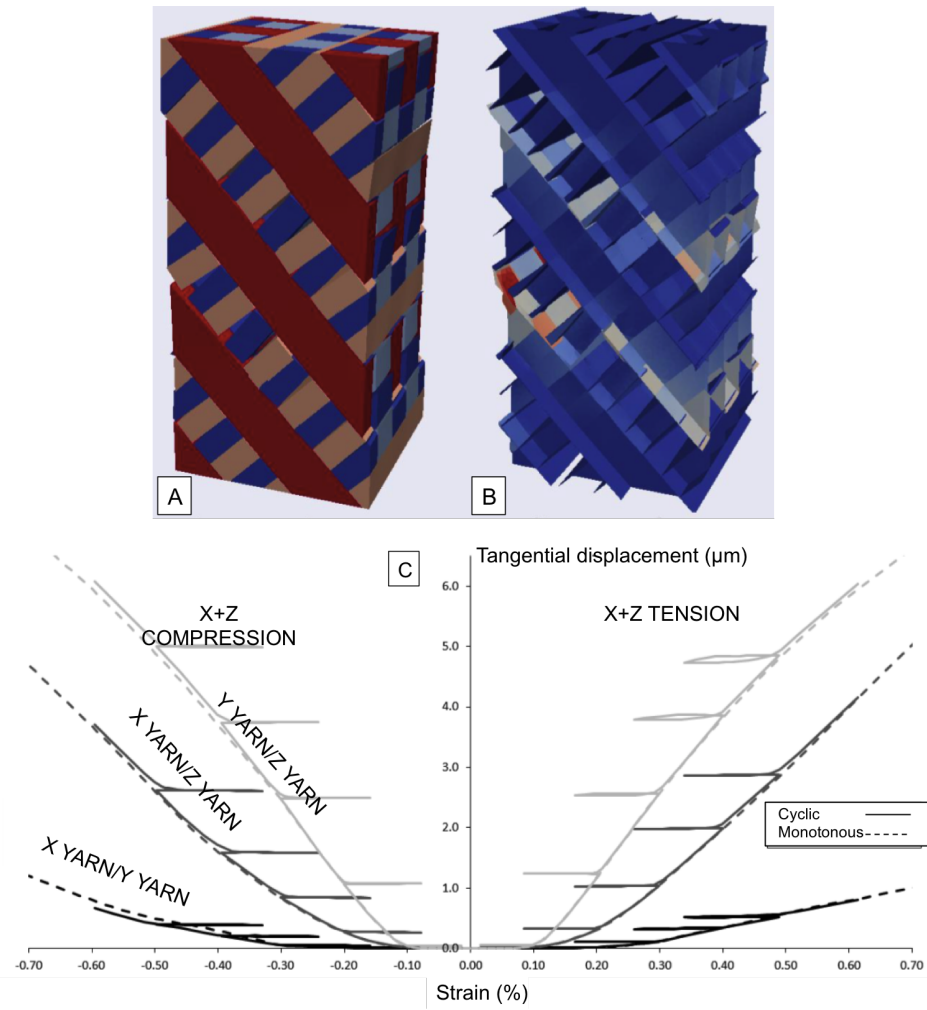 A
B
C
Tangential displacement (μm)
6.0
X+Z
COMPRESSION
X+Z TENSION
5.0
Y YARN/Z YARN
4.0
X YARN/Z YARN
3.0
Cyclic
Monotonous
2.0
X YARN/Y YARN
1.0
0.0
-0.70 -0.60 -0.50 -0.40 -0.30 -0.20 -0.10 0.00 0.10 0.20 0.30 0.40 0.50 0.60 0.70
Strain (%)